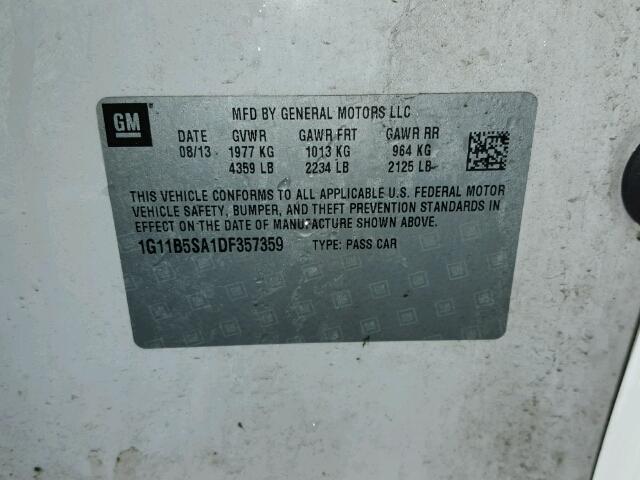 GM
MFD BY GENERAL MOTORS LLC
DATE GVWR GAWR FRT GAWR RR
08/13 1977 KG 1013 KG 964 KG
4359 LB 2234 LB 2125 LB
THIS VEHICLE CONFORMS TO ALL APPLICABLE U.S. FEDERAL MOTOR
VEHICLE SAFETY, BUMPER, AND THEFT PREVENTION STANDARDS IN
EFFECT ON THE DATE OF MANUFACTURE SHOWN ABOVE.
1G11B5SA1DF357359 TYPE: PASS CAR